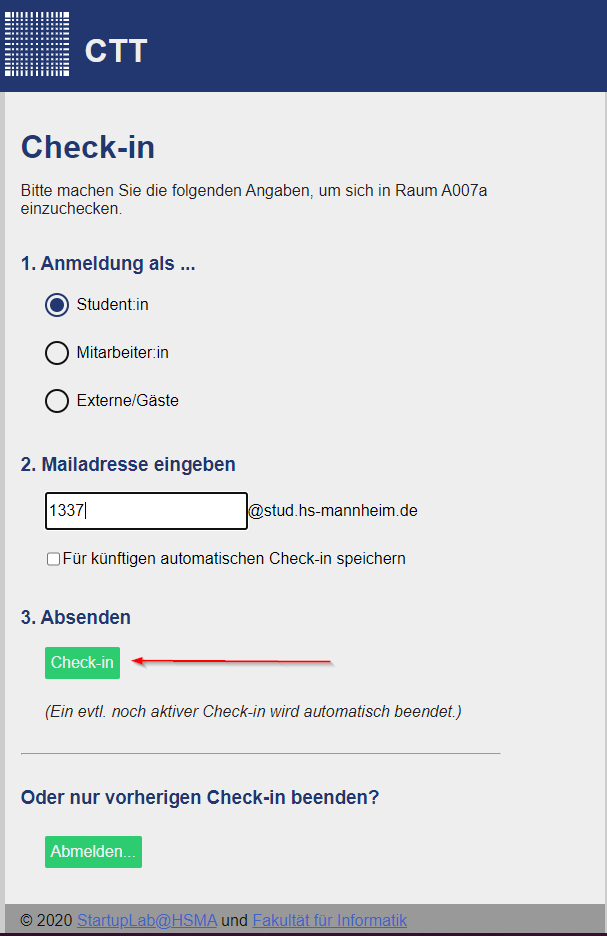 CTT
Check-in
Bitte machen Sie die folgenden Angaben, um sich in Raum A007a
einzuchecken.
1. Anmeldung als ...
Student:in
Mitarbeiter:in
Externe/Gäste
2. Mailadresse eingeben
1337@stud.hs-mannheim.de
Für künftigen automatischen Check-in speichern
3. Absenden
Check-in
(Ein evtl. noch aktiver Check-in wird automatisch beendet.)
Oder nur vorherigen Check-in beenden?
Abmelden...
© 2020 StartupLab@HSMA und Fakultät für Informatik